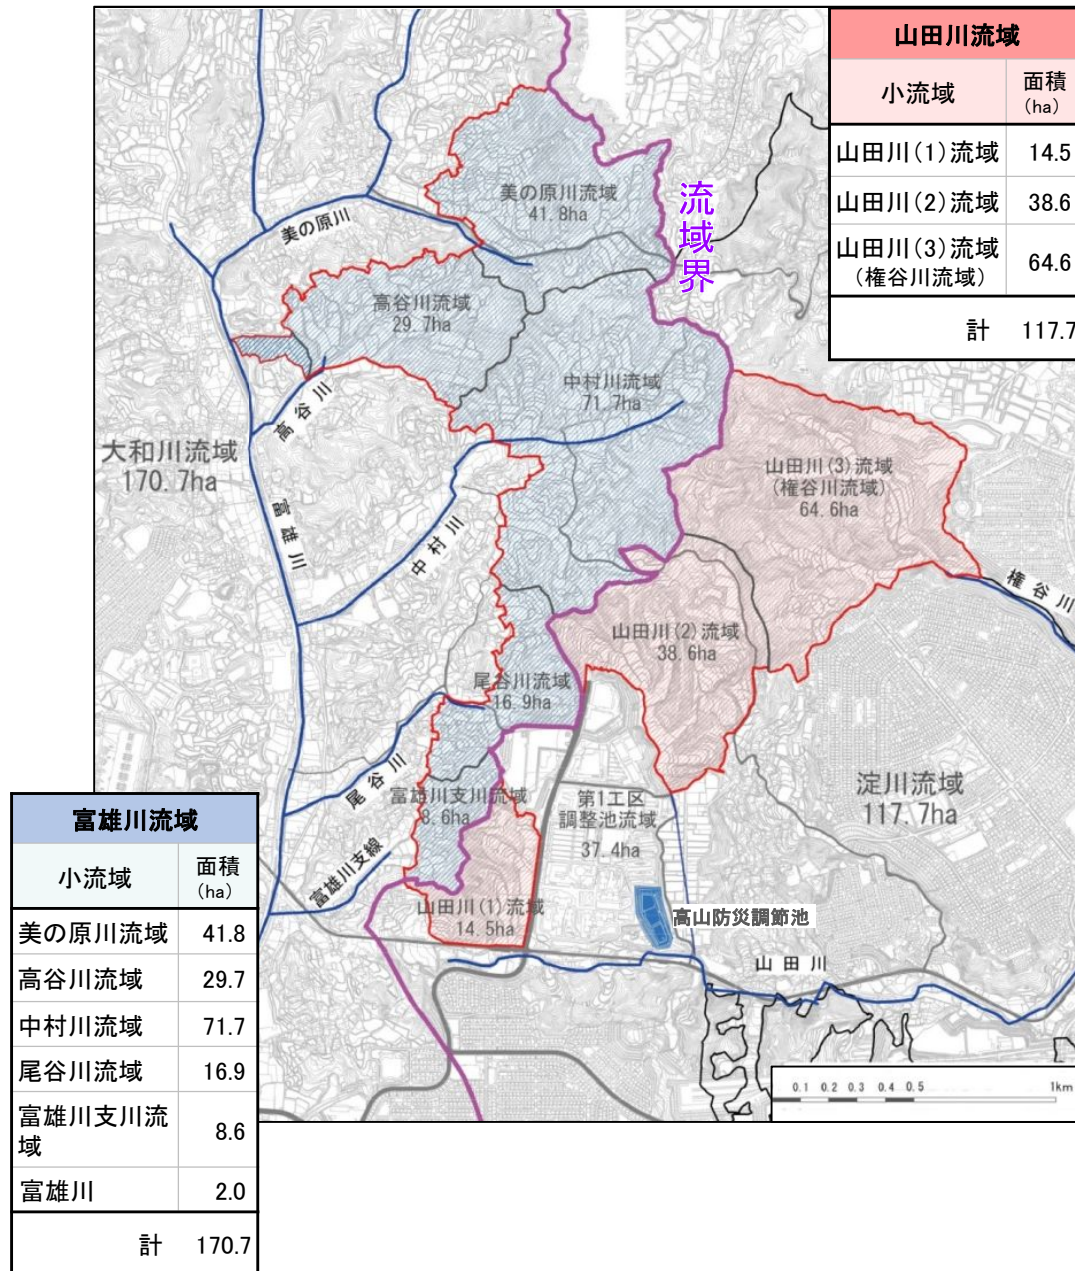 山田川流域
小流域 面積
(ha)
山田川(1)流域 14.5
山田川(2)流域 38.6
山田川(3)流域
(権谷川流域) 64.6
計 117.7
流域界
美の原川流域
41.8ha
美の原川
高谷川流域
29.7ha
中村川流域
71.7ha
高谷川
大和川流域
170.7ha
山田川(3)流域
(権谷川流域)
64.6ha
富雄川
中村川
権谷川
山田川(2)流域
38.6ha
尾谷川流域
16.9ha
尾谷川
富雄川支川流域
8.6ha
第1工区
調整池流域
37.4ha
淀川流域
117.7ha
富雄川支線
山田川(1)流域
14.5ha
高山防災調節池
山田川
0.1 0.2 0.3 0.4 0.5 1km
富雄川流域
小流域 面積
(ha)
美の原川流域 41.8
高谷川流域 29.7
中村川流域 71.7
尾谷川流域 16.9
富雄川支川流
域 8.6
富雄川 2.0
計 170.7